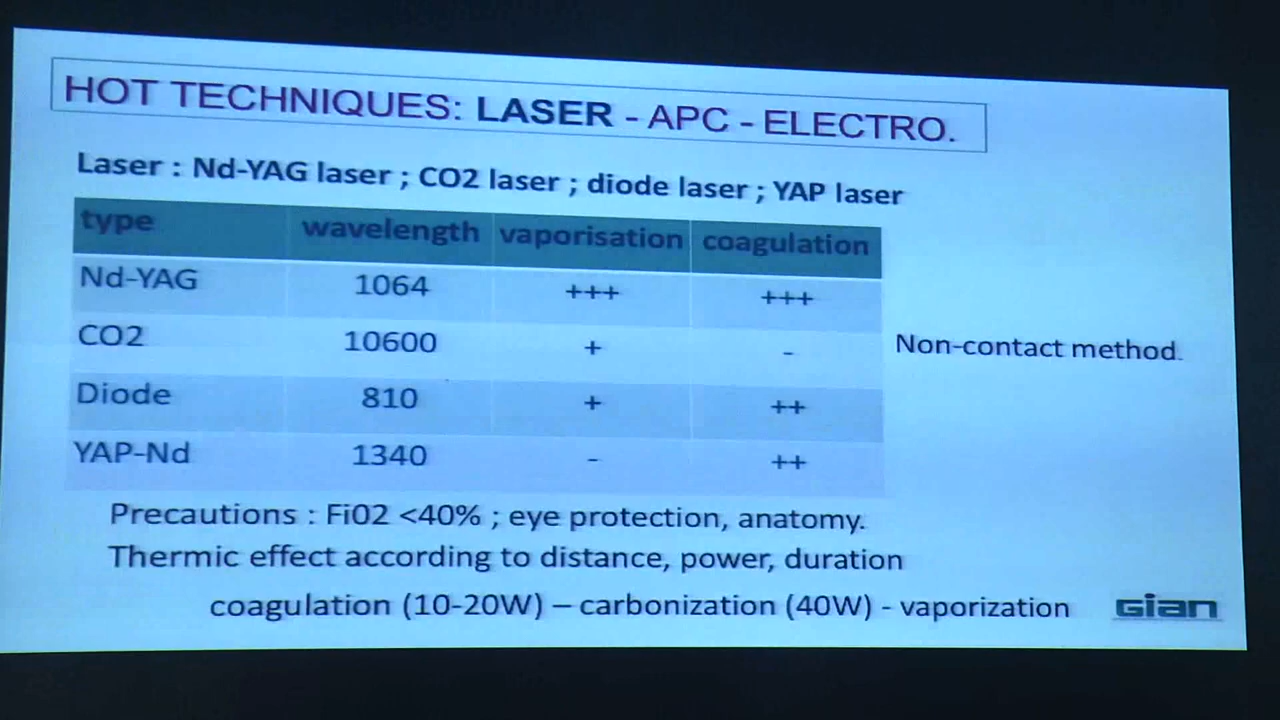 HOT TECHNIQUES: LASER - APC - ELECTRO.
Laser : Nd-YAG laser ; CO2 laser ; diode laser ; YAP laser
type wavelength vaporisation coagulation
Nd-YAG 1064 +++ +++
CO2 10600 + -
Non-contact method.
Diode 810 + ++
YAP-Nd 1340 - ++
Precautions : Fi02 <40% ; eye protection, anatomy.
Thermic effect according to distance, power, duration
coagulation (10-20W) – carbonization (40W) - vaporization
Gian